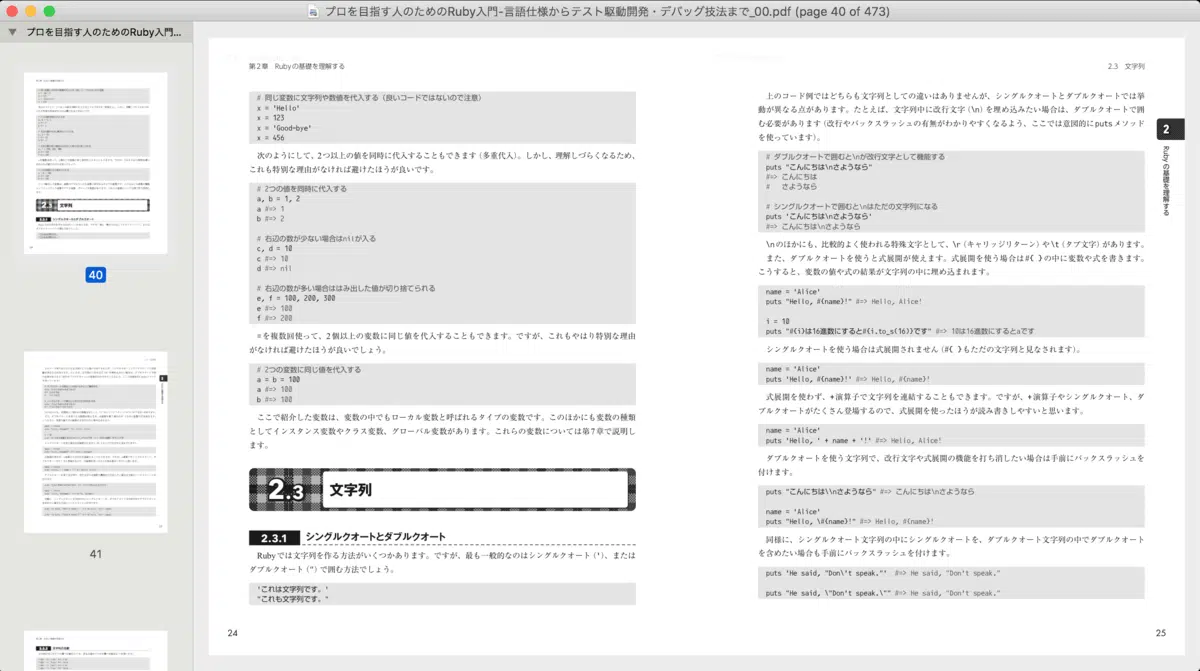 プロを目指す人のためのRuby入門-言語仕様からテスト駆動開発・デバッグ技法まで_00.pdf (page 40 of 473)
プロを目指す人のためのRuby入門...
40
41
第2章 Rubyの基礎を理解する
# 同じ変数に文字列や数値を代入する（良いコードではないので注意）
x = 'Hello'
x = 123
x = 'Good-bye'
x = 456
次のようにして、2つ以上の値を同時に代入することもできます（多重代入）。しかし、理解しづらくなるため、
これも特別な理由がなければ避けたほうが良いです。
# 2つの値を同時に代入する
a, b = 1, 2
a #=> 1
b #=> 2
# 右辺の数が少ない場合はnilが入る
c, d = 10
c #=> 10
d #=> nil
# 右辺の数が多い場合ははみ出した値が切り捨てられる
e, f = 100, 200, 300
e #=> 100
f #=> 200
=を複数回使って、2個以上の変数に同じ値を代入することもできます。ですが、これもやはり特別な理由
がなければ避けたほうが良いでしょう。
# 2つの変数に同じ値を代入する
a = b = 100
a #=> 100
b #=> 100
ここで紹介した変数は、変数の中でもローカル変数と呼ばれるタイプの変数です。このほかにも変数の種類
としてインスタンス変数やクラス変数、グローバル変数があります。これらの変数については第7章で説明し
ます。
2.3 文字列
2.3.1 シングルクオートとダブルクオート
Rubyでは文字列を作る方法がいくつかあります。ですが、最も一般的なのはシングルクオート（'）、または
ダブルクオート（"）で囲む方法でしょう。
'これは文字列です。'
"これも文字列です。"
24
2.3 文字列
上のコード例ではどちらも文字列としての違いはありませんが、シングルクオートとダブルクオートでは挙
動が異なる点があります。たとえば、文字列中に改行文字（\n）を埋め込みたい場合は、ダブルクオートで囲
む必要があります（改行やバックスラッシュの有無がわかりやすくなるよう、ここでは意図的にputsメソッド
を使っています）。
# ダブルクオートで囲むと\nが改行文字として機能する
puts "こんにちは\nさようなら"
#=> こんにちは
# さようなら
# シングルクオートで囲むと\nはただの文字列になる
puts 'こんにちは\nさようなら'
#=> こんにちは\nさようなら
\nのほかにも、比較的よく使われる特殊文字として、\r（キャリッジリターン）や\t（タブ文字）があります。
また、ダブルクオートを使うと式展開が使えます。式展開を使う場合は#{ }の中に変数や式を書きます。
こうすると、変数の値や式の結果が文字列の中に埋め込まれます。
name = 'Alice'
puts "Hello, #{name}!" #=> Hello, Alice!
i = 10
puts "#{i}は16進数にすると#{i.to_s(16)}です" #=> 10は16進数にするとaです
シングルクオートを使う場合は式展開されません（#{ }もただの文字列と見なされます）。
name = 'Alice'
puts 'Hello, #{name}!' #=> Hello, #{name}!
式展開を使わず、+演算子で文字列を連結することもできます。ですが、+演算子やシングルクオート、ダ
ブルクオートがたくさん登場するので、式展開を使ったほうが読み書きしやすいと思います。
name = 'Alice'
puts 'Hello, ' + name + '!' #=> Hello, Alice!
ダブルクオートを使う文字列で、改行文字や式展開の機能を打ち消したい場合は手前にバックスラッシュを
付けます。
puts "こんにちは\\nさようなら" #=> こんにちは\nさようなら
name = 'Alice'
puts "Hello, \#{name}!" #=> Hello, #{name}!
同様に、シングルクオート文字列の中にシングルクオートを、ダブルクオート文字列の中でダブルクオート
を含めたい場合も手前にバックスラッシュを付けます。
puts 'He said, "Don\'t speak."' #=> He said, "Don't speak."
puts "He said, \"Don't speak.\"" #=> He said, "Don't speak."
25
2
Rubyの基礎を理解する